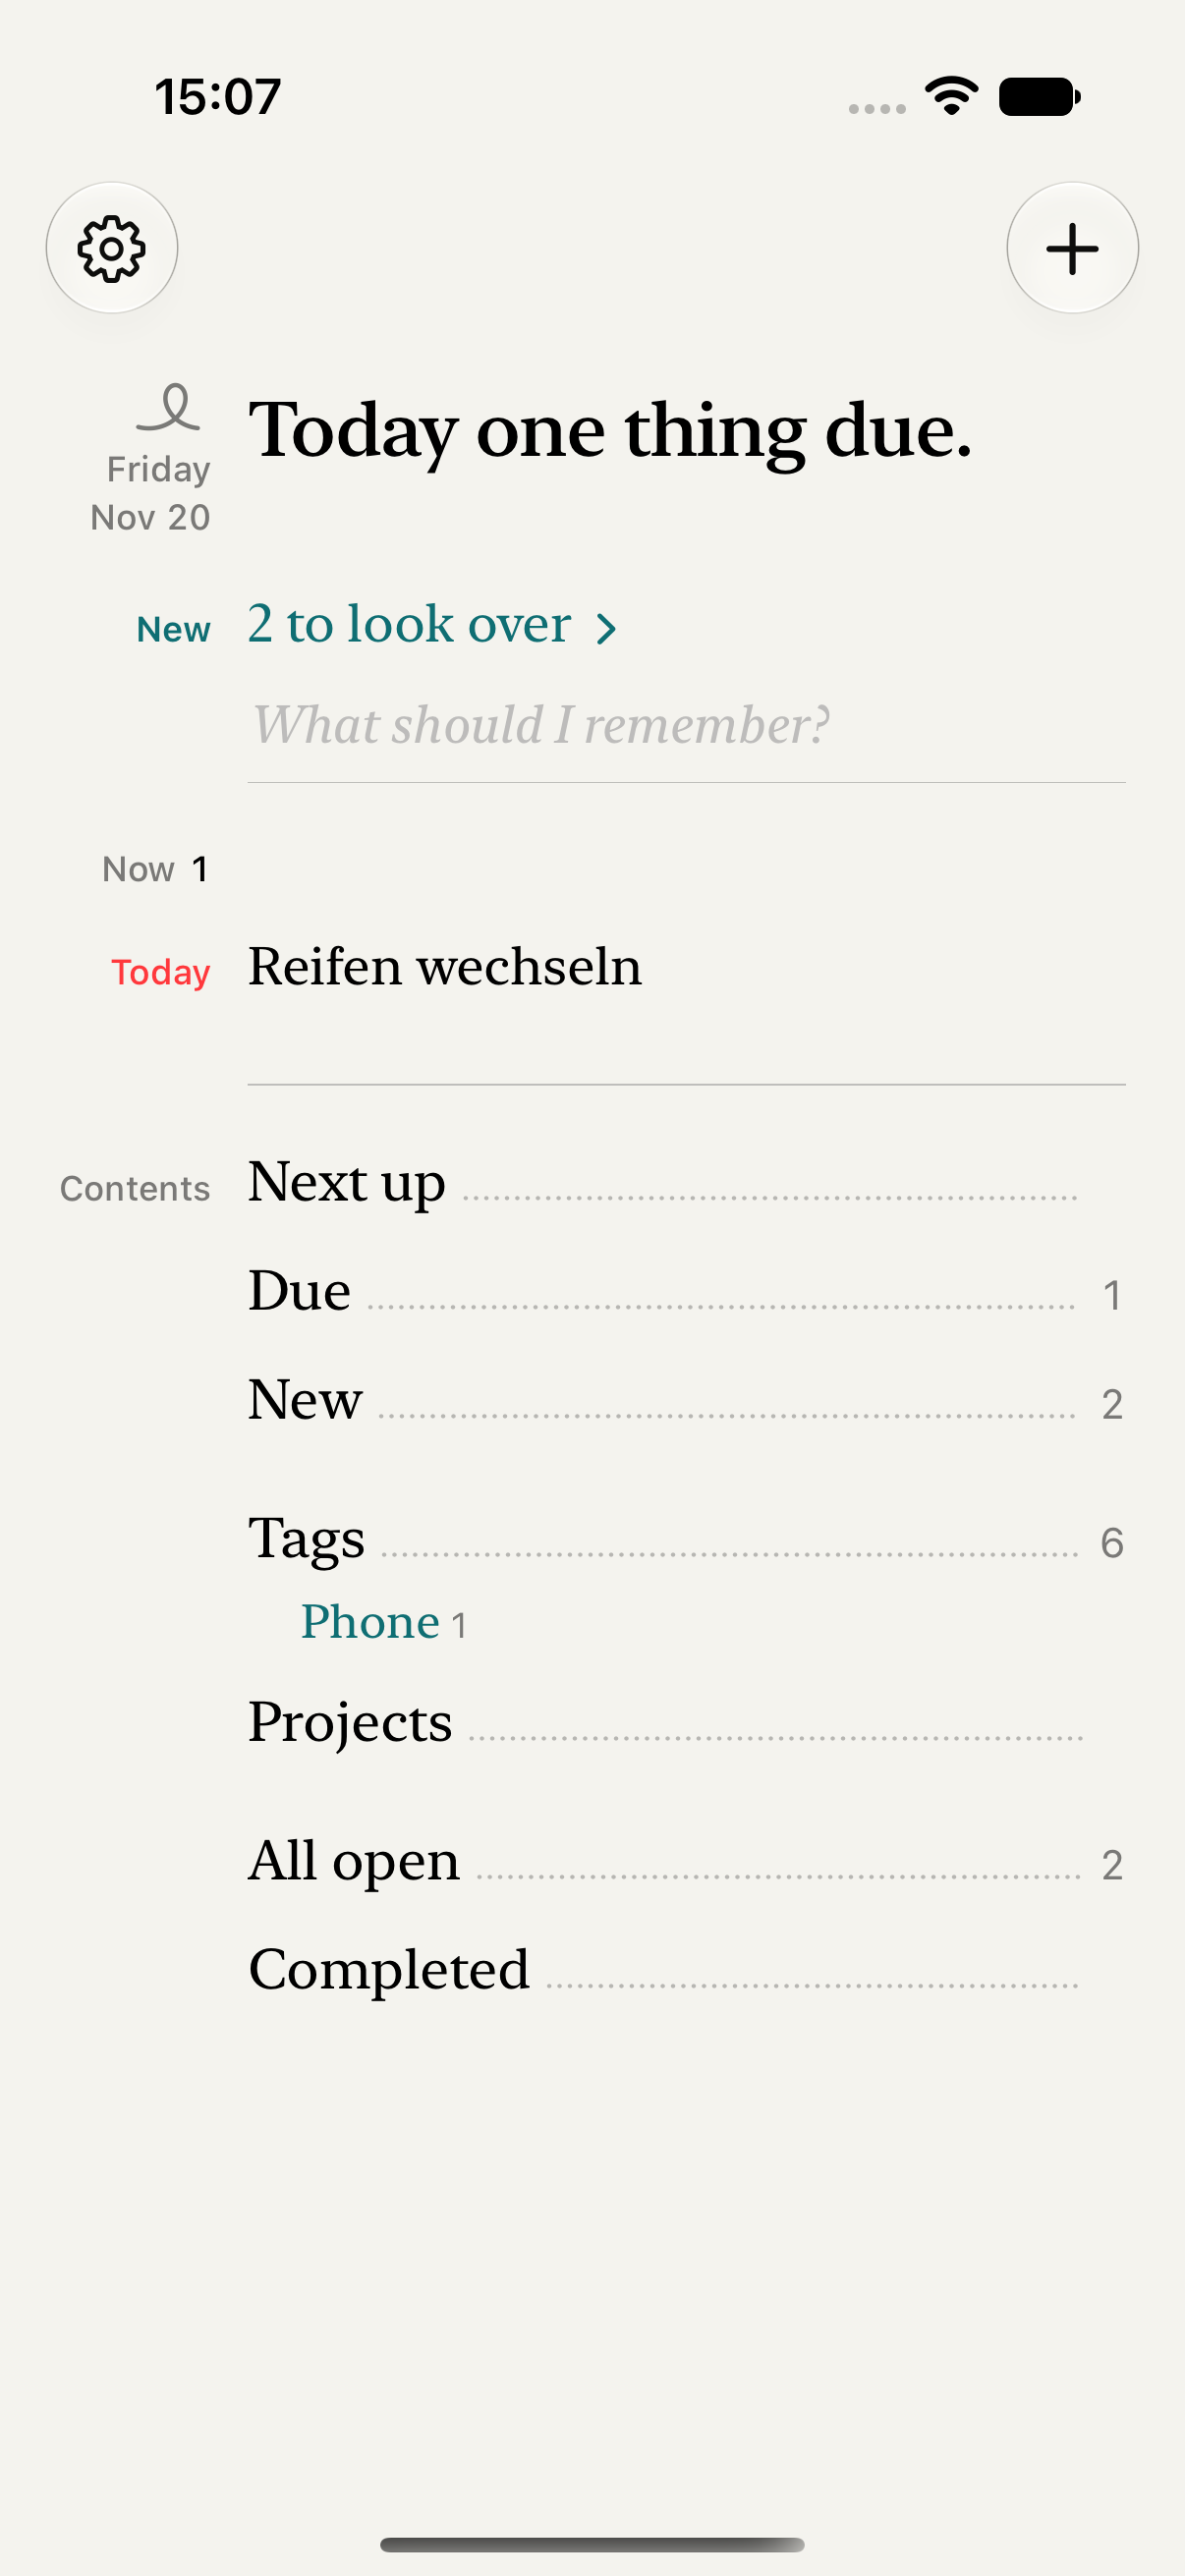 15:07
Today one thing due.
Friday
Nov 20
New 2 to look over
What should I remember?
Now 1
Today Reifen wechseln
Contents Next up
Due 1
New 2
Tags 6
Phone 1
Projects
All open 2
Completed